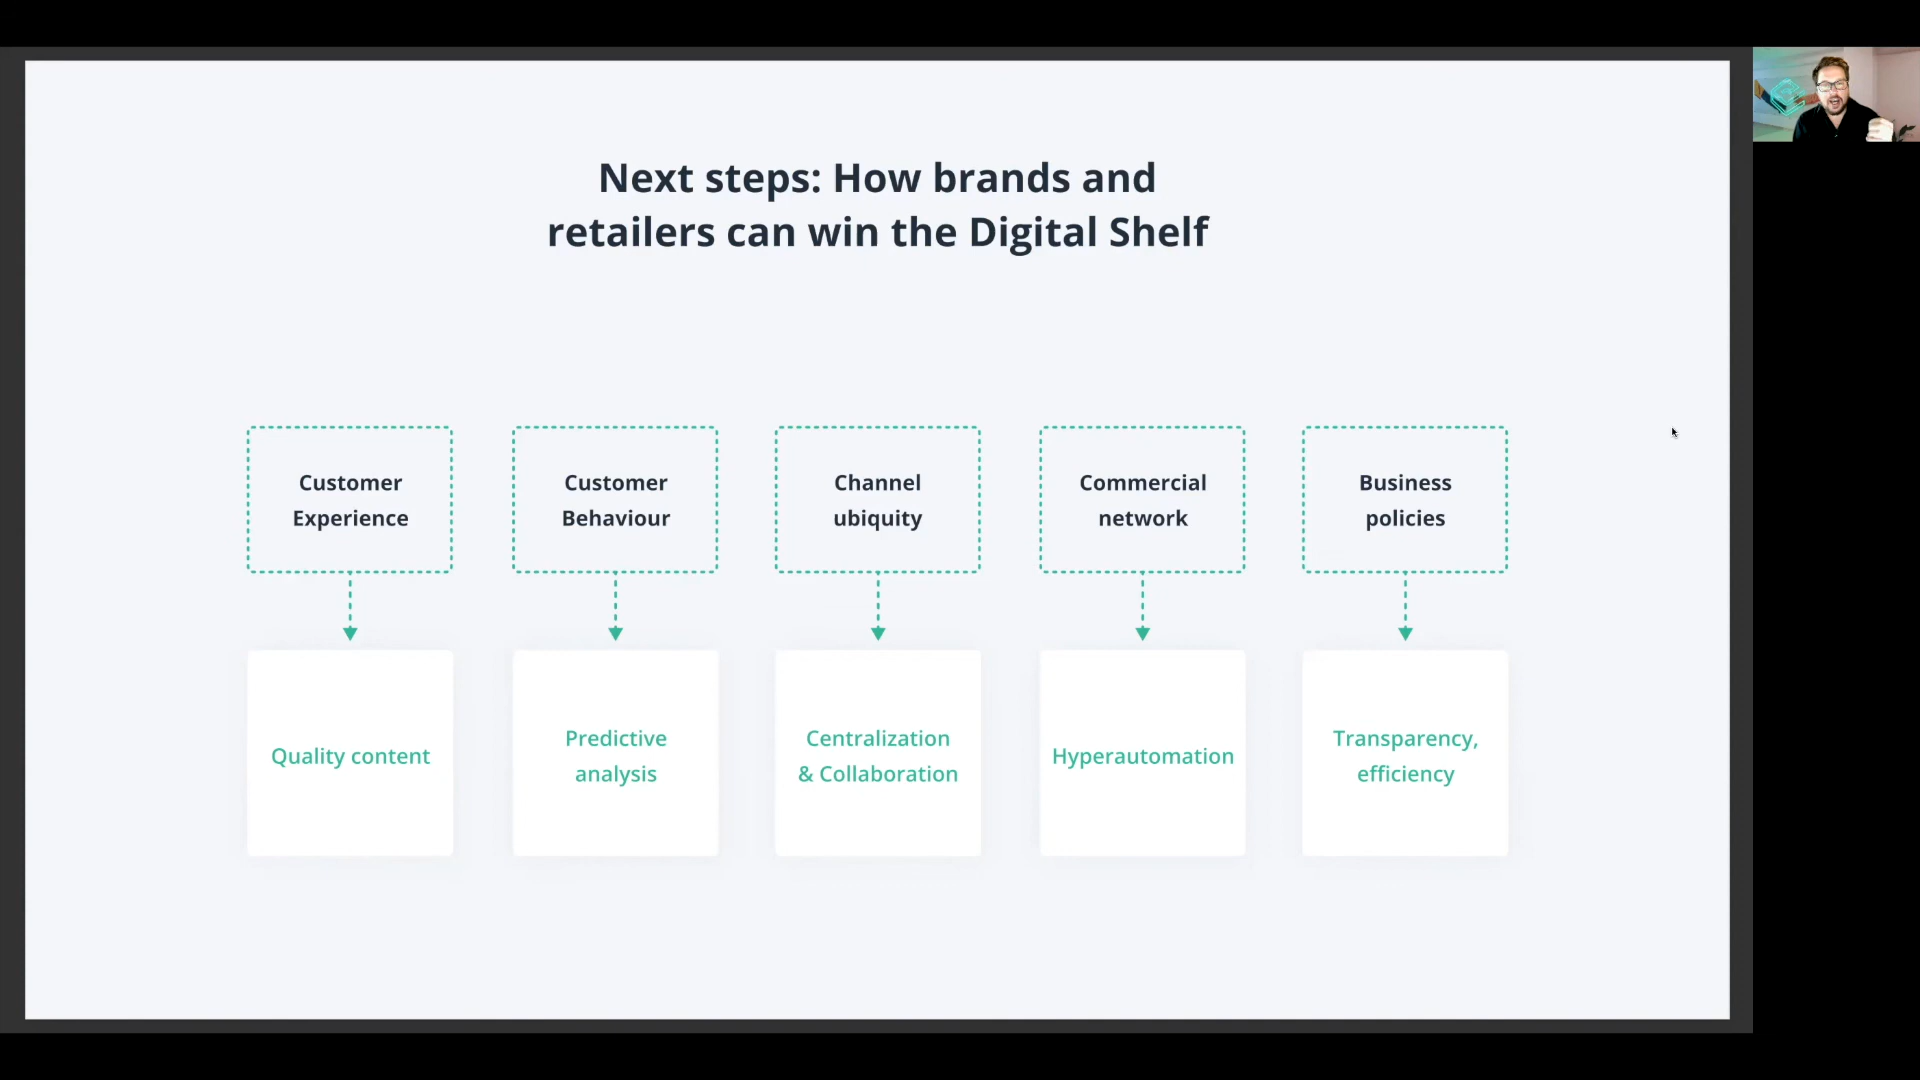 Next steps: How brands and
retailers can win the Digital Shelf
Customer
Experience
Customer
Behaviour
Channel
ubiquity
Commercial
network
Business
policies
Quality content
Predictive
analysis
Centralization
& Collaboration
Hyperautomation
Transparency,
efficiency